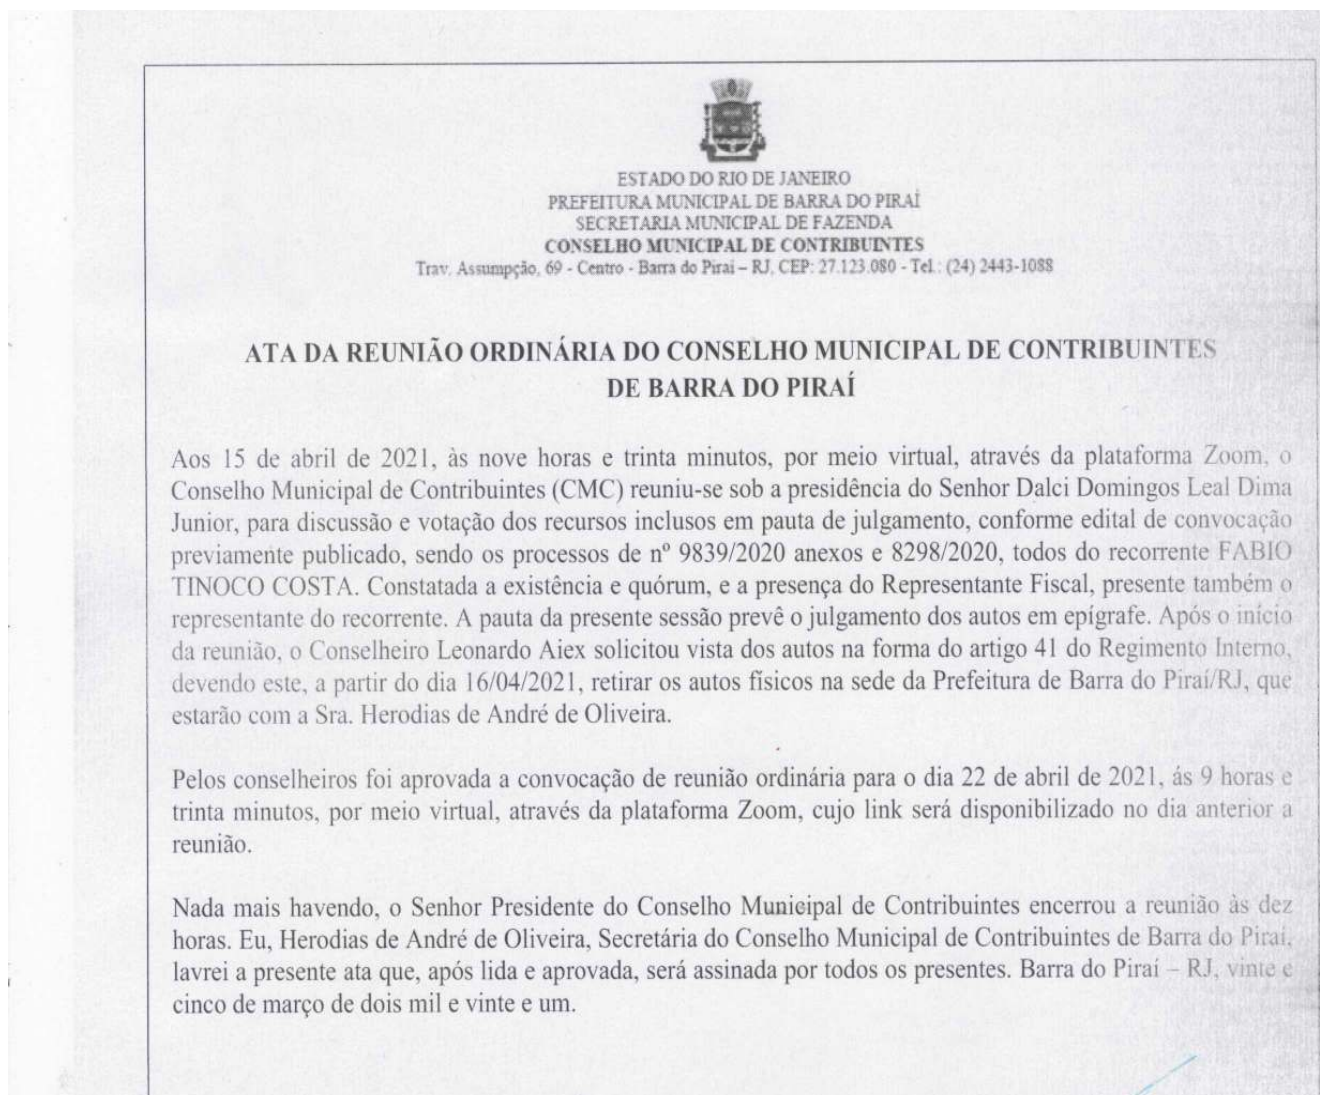 ESTADO DO RIO DE JANEIRO
PREFEITURA MUNICIPAL DE BARRA DO PIRAÍ
SECRETARIA MUNICIPAL DE FAZENDA
CONSELHO MUNICIPAL DE CONTRIBUINTES
Trav. Assumpção, 69 - Centro - Barra do Piraí – RJ, CEP: 27.123.080 - Tel.: (24) 2443-1088
ATA DA REUNIÃO ORDINÁRIA DO CONSELHO MUNICIPAL DE CONTRIBUINTES
DE BARRA DO PIRAÍ
Aos 15 de abril de 2021, às nove horas e trinta minutos, por meio virtual, através da plataforma Zoom, o
Conselho Municipal de Contribuintes (CMC) reuniu-se sob a presidência do Senhor Dalci Domingos Leal Dima
Junior, para discussão e votação dos recursos inclusos em pauta de julgamento, conforme edital de convocação
previamente publicado, sendo os processos de nº 9839/2020 anexos e 8298/2020, todos do recorrente FABIO
TINOCO COSTA. Constatada a existência e quórum, e a presença do Representante Fiscal, presente também o
representante do recorrente. A pauta da presente sessão prevê o julgamento dos autos em epígrafe. Após o início
da reunião, o Conselheiro Leonardo Aiex solicitou vista dos autos na forma do artigo 41 do Regimento Interno,
devendo este, a partir do dia 16/04/2021, retirar os autos físicos na sede da Prefeitura de Barra do Piraí/RJ, que
estarão com a Sra. Herodias de André de Oliveira.
Pelos conselheiros foi aprovada a convocação de reunião ordinária para o dia 22 de abril de 2021, ás 9 horas e
trinta minutos, por meio virtual, através da plataforma Zoom, cujo link será disponibilizado no dia anterior a
reunião.
Nada mais havendo, o Senhor Presidente do Conselho Municipal de Contribuintes encerrou a reunião às dez
horas. Eu, Herodias de André de Oliveira, Secretária do Conselho Municipal de Contribuintes de Barra do Piraí,
lavrei a presente ata que, após lida e aprovada, será assinada por todos os presentes. Barra do Piraí – RJ, vinte e
cinco de março de dois mil e vinte e um.